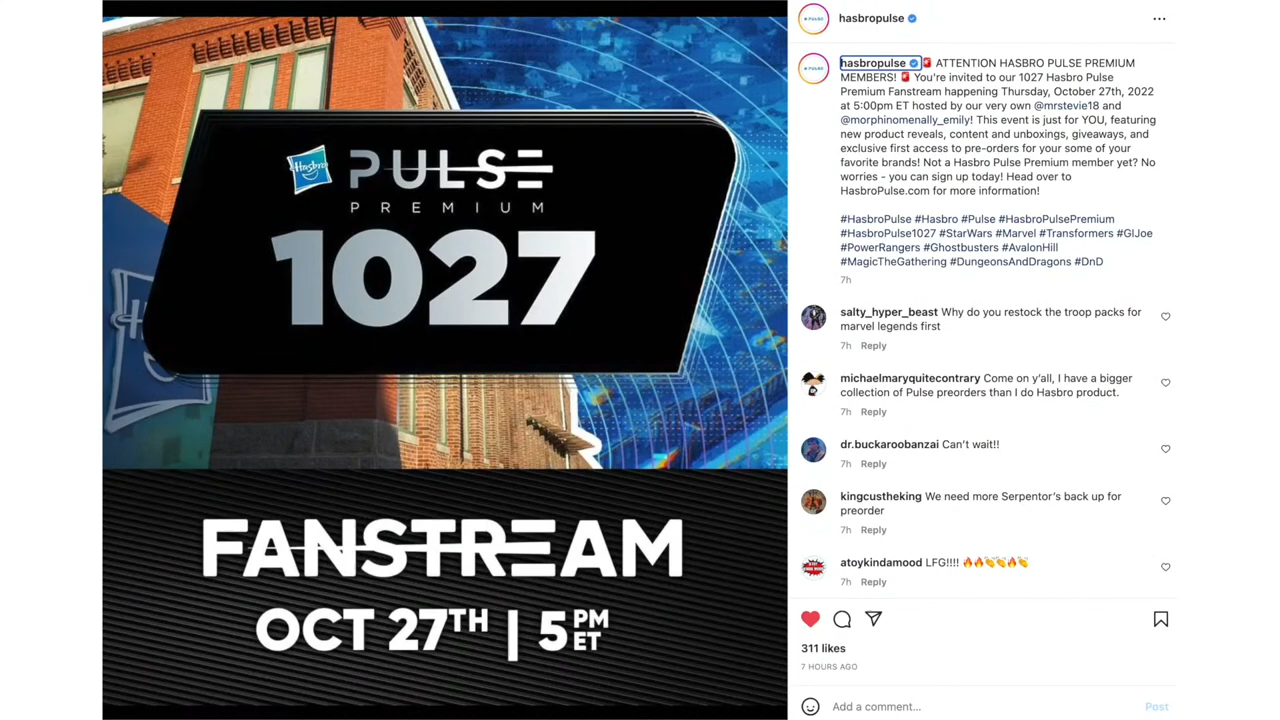 Hasbro
PULSE
PREMIUM
1027
FANSTREAM
OCT 27TH | 5 PM ET
hasbropulse
hasbropulse 🚨 ATTENTION HASBRO PULSE PREMIUM
MEMBERS! 🚨 You're invited to our 1027 Hasbro Pulse
Premium Fanstream happening Thursday, October 27th, 2022
at 5:00pm ET hosted by our very own @mrstevie18 and
@morphinomenally_emily! This event is just for YOU, featuring
new product reveals, content and unboxings, giveaways, and
exclusive first access to pre-orders for your some of your
favorite brands! Not a Hasbro Pulse Premium member yet? No
worries - you can sign up today! Head over to
HasbroPulse.com for more information!
#HasbroPulse #Hasbro #Pulse #HasbroPulsePremium
#HasbroPulse1027 #StarWars #Marvel #Transformers #GIJoe
#PowerRangers #Ghostbusters #AvalonHill
#MagicTheGathering #DungeonsAndDragons #DnD
7h
salty_hyper_beast Why do you restock the troop packs for
marvel legends first
7h Reply
michaelmaryquitecontrary Come on y'all, I have a bigger
collection of Pulse preorders than I do Hasbro product.
7h Reply
dr.buckaroobanzai Can't wait!!
7h Reply
kingcustheking We need more Serpentor's back up for
preorder
7h Reply
atoykindamood LFG!!!! 🔥🔥👏👏🔥👏
7h Reply
311 likes
7 HOURS AGO
Add a comment...
Post